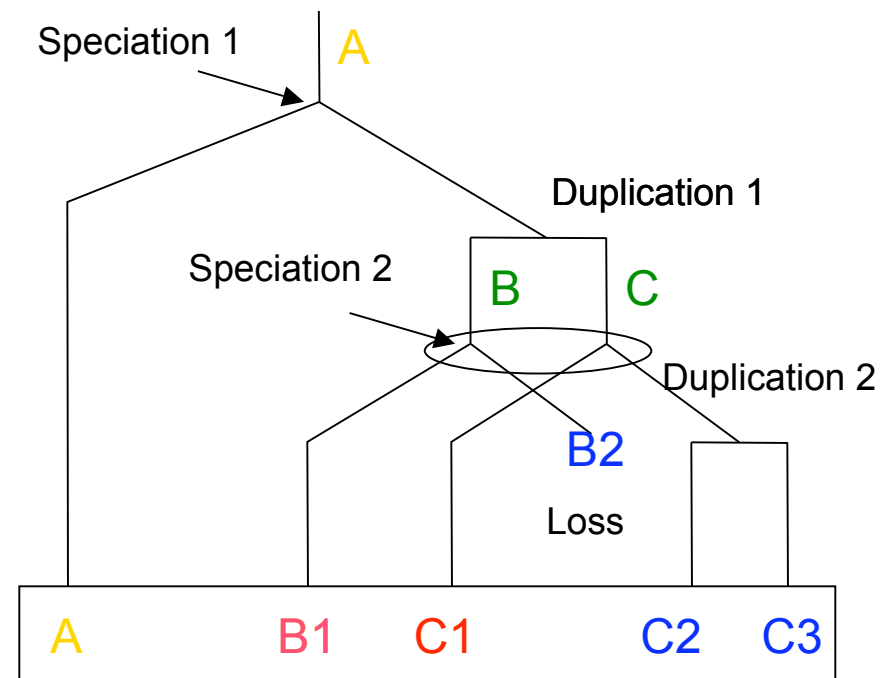 Speciation 1
A
Duplication 1
Speciation 2
B
C
Duplication 2
B2
Loss
A B1 C1 C2 C3